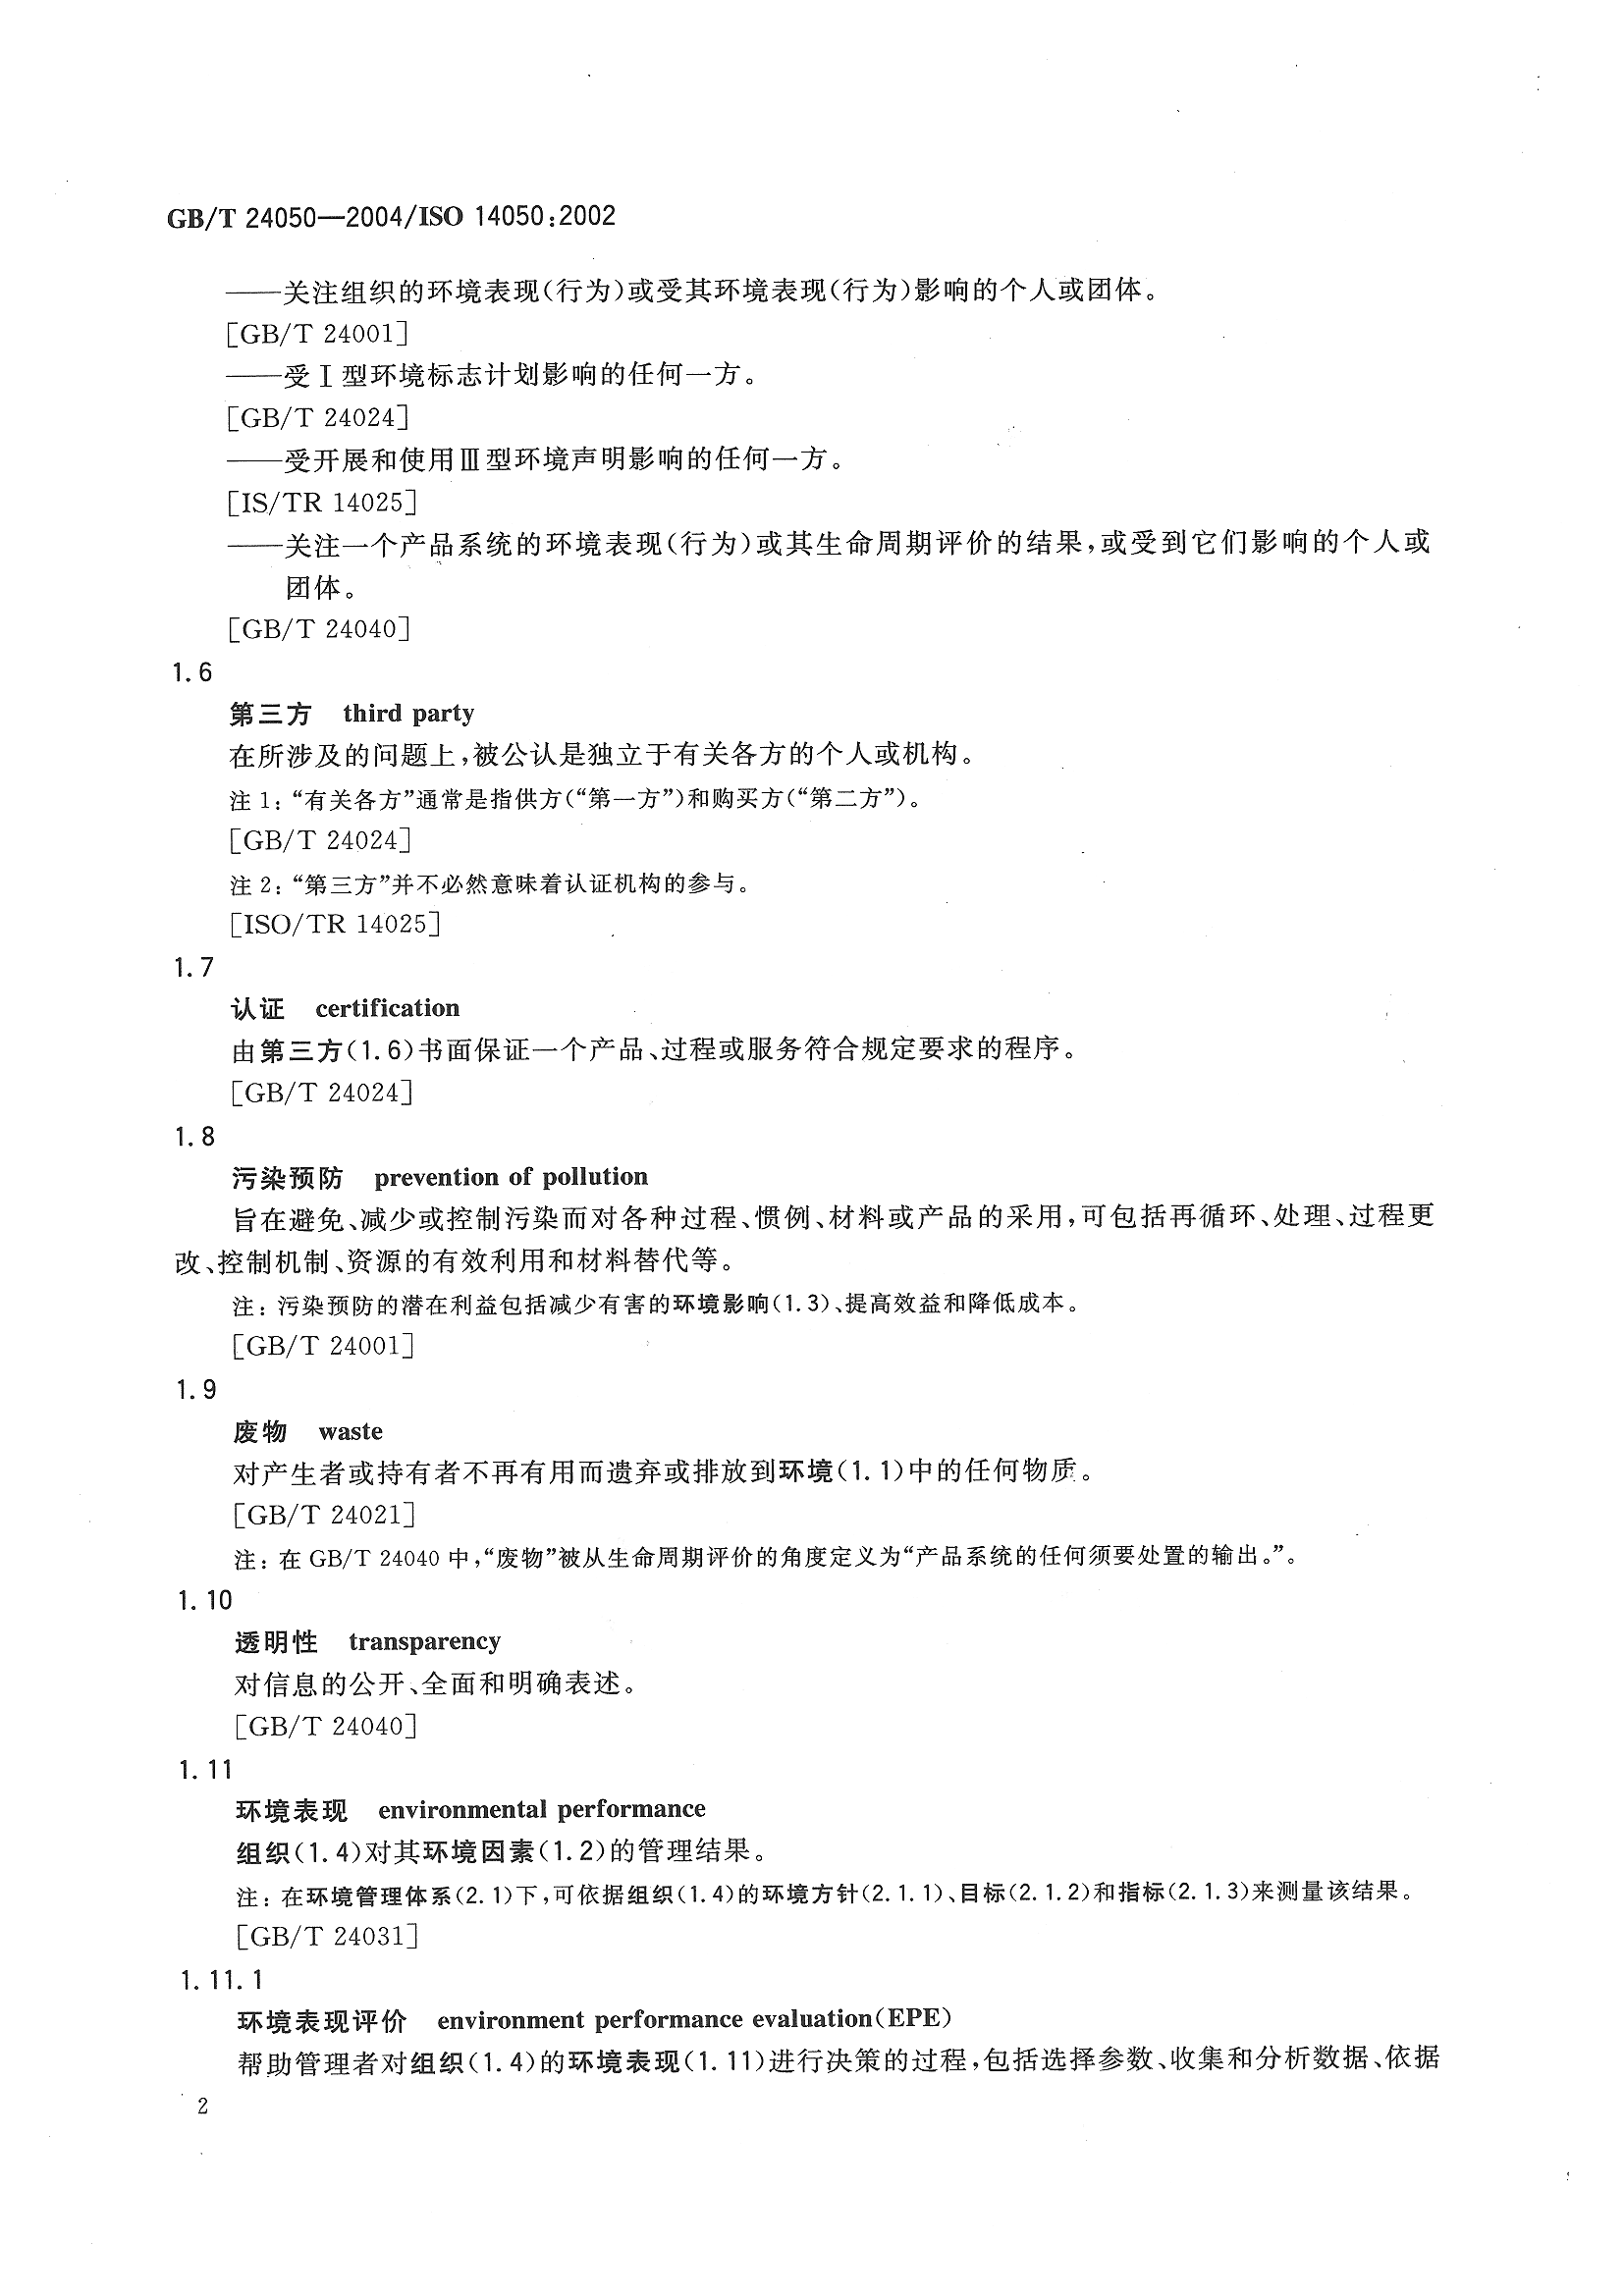 GB/T 24050—2004/ISO 14050:2002
——关注组织的环境表现(行为)或受其环境表现(行为)影响的个人或团体。
[GB/T 24001]
——受Ⅰ型环境标志计划影响的任何一方。
[GB/T 24024]
——受开展和使用Ⅲ型环境声明影响的任何一方。
[IS/TR 14025]
——关注一个产品系统的环境表现(行为)或其生命周期评价的结果,或受到它们影响的个人或
团体。
[GB/T 24040]
1.6
第三方 third party
在所涉及的问题上,被公认是独立于有关各方的个人或机构。
注 1:“有关各方”通常是指供方(“第一方”)和购买方(“第二方”)。
[GB/T 24024]
注 2:“第三方”并不必然意味着认证机构的参与。
[ISO/TR 14025]
1.7
认证 certification
由第三方(1.6)书面保证一个产品、过程或服务符合规定要求的程序。
[GB/T 24024]
1.8
污染预防 prevention of pollution
旨在避免、减少或控制污染而对各种过程、惯例、材料或产品的采用,可包括再循环、处理、过程更
改、控制机制、资源的有效利用和材料替代等。
注:污染预防的潜在利益包括减少有害的环境影响(1.3)、提高效益和降低成本。
[GB/T 24001]
1.9
废物 waste
对产生者或持有者不再有用而遗弃或排放到环境(1.1)中的任何物质。
[GB/T 24021]
注:在 GB/T 24040 中,“废物”被从生命周期评价的角度定义为“产品系统的任何须要处置的输出。”。
1.10
透明性 transparency
对信息的公开、全面和明确表述。
[GB/T 24040]
1.11
环境表现 environmental performance
组织(1.4)对其环境因素(1.2)的管理结果。
注:在环境管理体系(2.1)下,可依据组织(1.4)的环境方针(2.1.1)、目标(2.1.2)和指标(2.1.3)来测量该结果。
[GB/T 24031]
1.11.1
环境表现评价 environment performance evaluation(EPE)
帮助管理者对组织(1.4)的环境表现(1.11)进行决策的过程,包括选择参数、收集和分析数据、依据
2